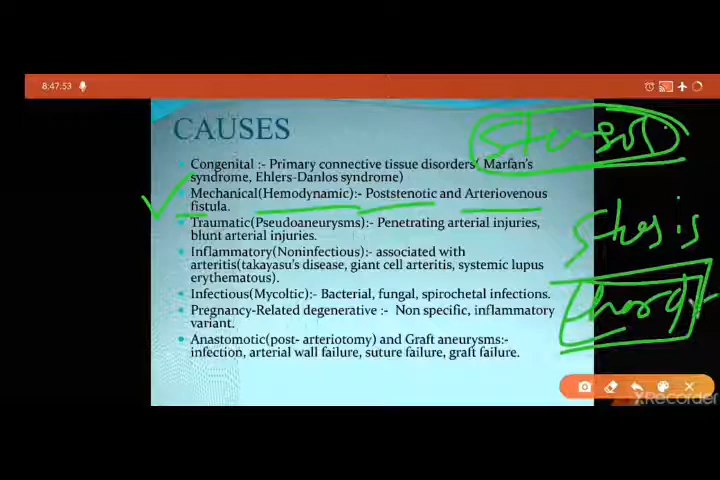 8:47.53
CAUSES
Congenital :- Primary connective tissue disorders( Marfan's
syndrome, Ehlers-Danlos syndrome)
Mechanical(Hemodynamic):- Poststenotic and Arteriovenous
fistula.
Traumatic(Pseudoaneurysms):- Penetrating arterial injuries,
blunt arterial injuries.
Inflammatory(Noninfectious):- associated with
arteritis(takayasu's disease, giant cell arteritis, systemic lupus
erythematous).
Infectious(Mycoltic):- Bacterial, fungal, spirochetal infections.
Pregnancy-Related degenerative :- Non specific, inflammatory
variant.
Anastomotic(post- arteriotomy) and Graft aneurysms:-
infection, arterial wall failure, suture failure, graft failure.
XRecorder